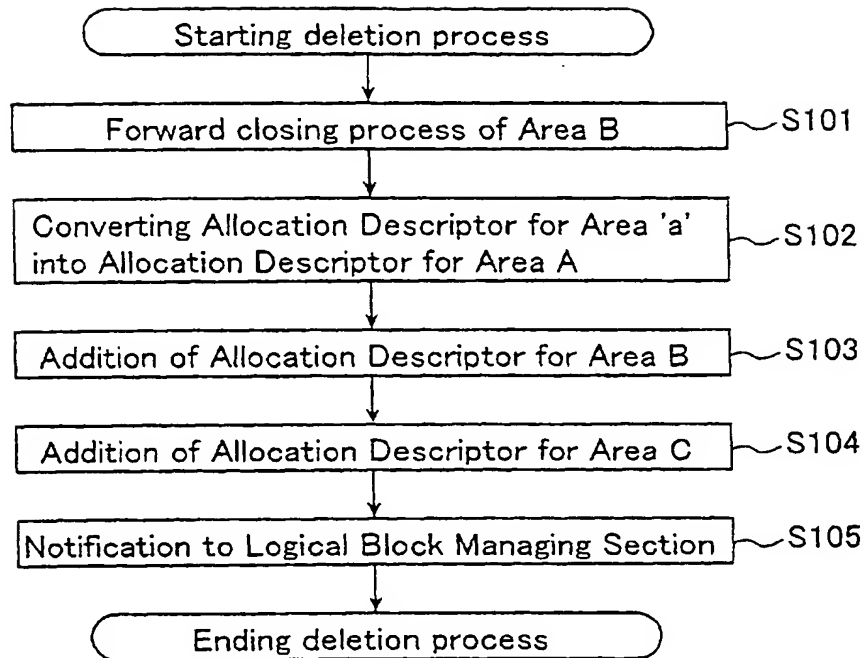 Starting deletion process
Forward closing process of Area B
S101
Converting Allocation Descriptor for Area 'a'
into Allocation Descriptor for Area A
S102
Addition of Allocation Descriptor for Area B
S103
Addition of Allocation Descriptor for Area C
S104
Notification to Logical Block Managing Section
S105
Ending deletion process